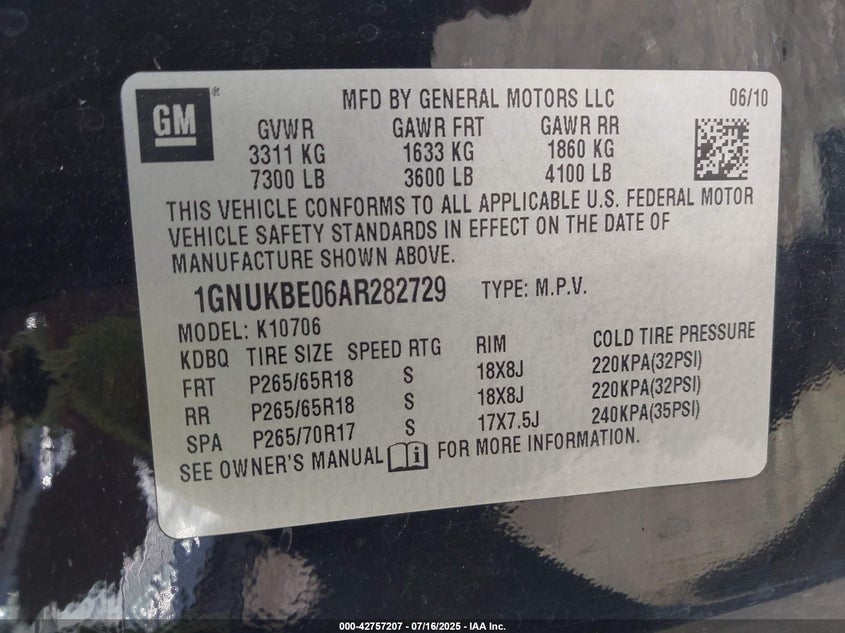 GM ®
MFD BY GENERAL MOTORS LLC 06/10
GVWR GAWR FRT GAWR RR
3311 KG 1633 KG 1860 KG
7300 LB 3600 LB 4100 LB
THIS VEHICLE CONFORMS TO ALL APPLICABLE U.S. FEDERAL MOTOR
VEHICLE SAFETY STANDARDS IN EFFECT ON THE DATE OF
MANUFACTURE SHOWN ABOVE.
1GNUKBE06AR282729 TYPE: M.P.V.
MODEL: K10706
KDBQ TIRE SIZE SPEED RTG RIM COLD TIRE PRESSURE
FRT P265/65R18 S 18X8J 220KPA(32PSI)
RR P265/65R18 S 18X8J 220KPA(32PSI)
SPA P265/70R17 S 17X7.5J 240KPA(35PSI)
SEE OWNER'S MANUAL i FOR MORE INFORMATION.
000-42757207 - 07/16/2025 - IAA Inc.